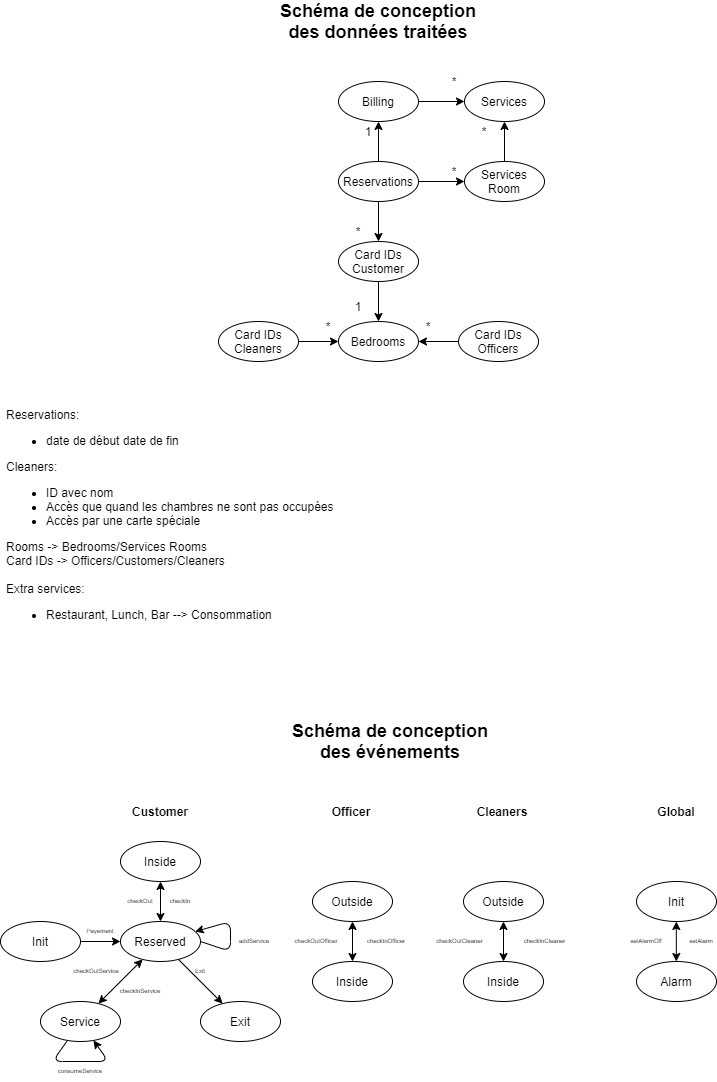 Schéma de conception
des données traitées
*
Billing
Services
1
*
*
Reservations
Services
Room
*
Card IDs
Customer
1
*
*
Card IDs
Cleaners
Bedrooms
Card IDs
Officers
Reservations:
• date de début date de fin
Cleaners:
• ID avec nom
• Accès que quand les chambres ne sont pas occupées
• Accès par une carte spéciale
Rooms -> Bedrooms/Services Rooms
Card IDs -> Officers/Customers/Cleaners
Extra services:
• Restaurant, Lunch, Bar --> Consommation
Schéma de conception
des événements
Customer
Officer
Cleaners
Global
Inside
checkOut
checkIn
Init
Payement
Reserved
addService
checkOutService
checkInService
Exit
Service
Exit
consumeService
Outside
checkOutOfficer
checkInOfficer
Inside
Outside
checkOutCleaner
checkInCleaner
Inside
Init
setAlarmOff
setAlarm
Alarm